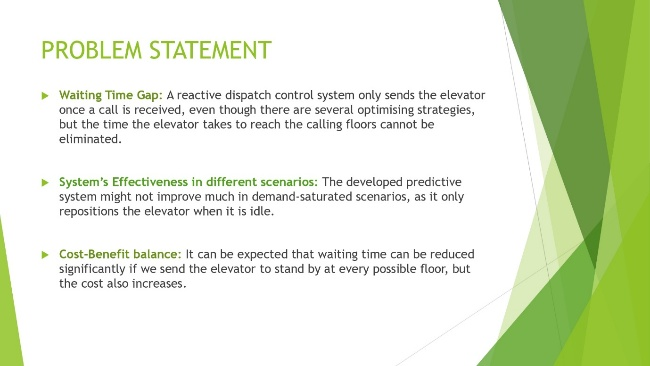 PROBLEM STATEMENT
Waiting Time Gap: A reactive dispatch control system only sends the elevator
once a call is received, even though there are several optimising strategies,
but the time the elevator takes to reach the calling floors cannot be
eliminated.
System's Effectiveness in different scenarios: The developed predictive
system might not improve much in demand-saturated scenarios, as it only
repositions the elevator when it is idle.
Cost-Benefit balance: It can be expected that waiting time can be reduced
significantly if we send the elevator to stand by at every possible floor, but
the cost also increases.